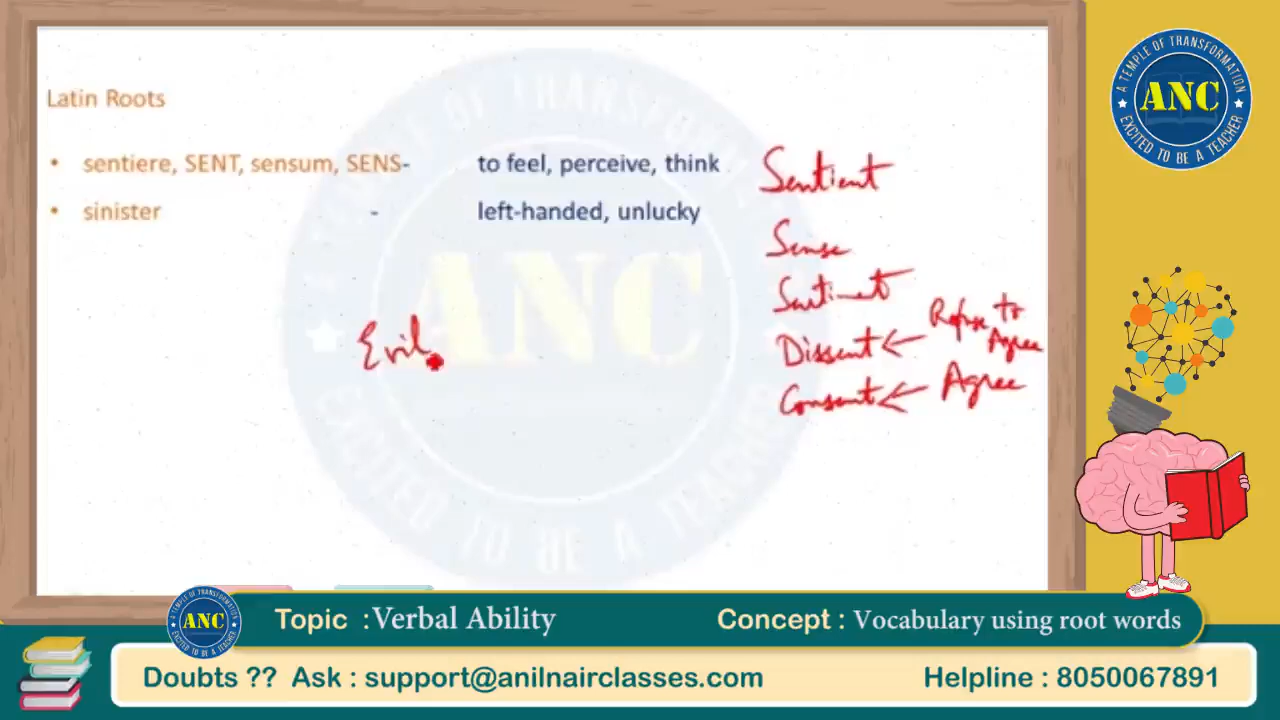 Latin Roots
• sentiere, SENT, sensum, SENS- to feel, perceive, think
• sinister - left-handed, unlucky
Sentient
Sense
Sentiment
Dissent ← Refuse to Agree
Consent ← Agree
Evil
A TEMPLE OF TRANSFORMATION
ANC
EXCITED TO BE A TEACHER
Topic : Verbal Ability
Concept : Vocabulary using root words
Doubts ?? Ask : support@anilnairclasses.com
Helpline : 8050067891